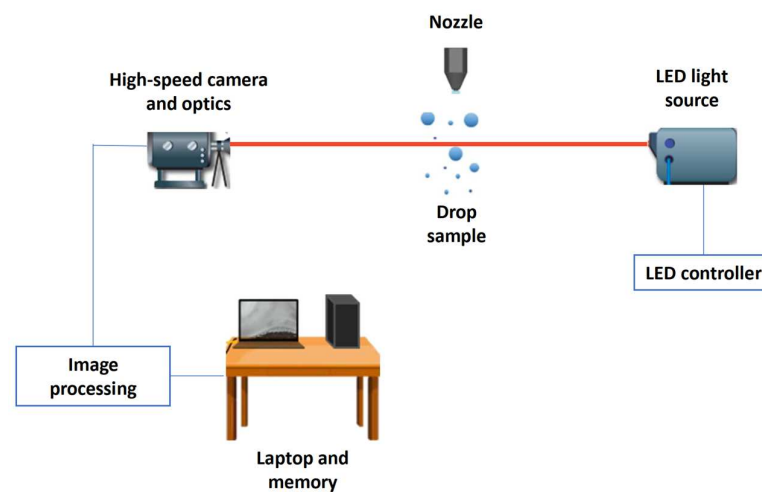 Nozzle
High-speed camera
and optics
LED light
source
Drop
sample
LED controller
Image
processing
Laptop and
memory